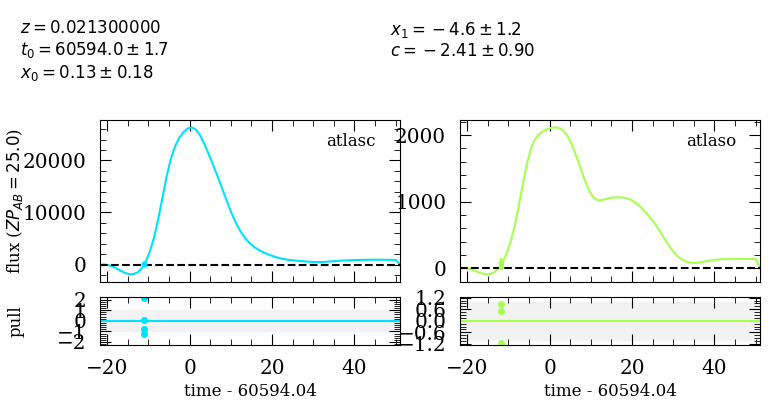 z = 0.021300000
t0 = 60594.0 ± 1.7
x0 = 0.13 ± 0.18
x1 = −4.6 ± 1.2
c = −2.41 ± 0.90
flux (ZP_AB = 25.0)
20000
10000
0
atlasc
2000
1000
0
atlaso
pull
2
1
0
−1
−2
1.2
0.6
0.0
−0.6
−1.2
−20 0 20 40
−20 0 20 40
time - 60594.04
time - 60594.04